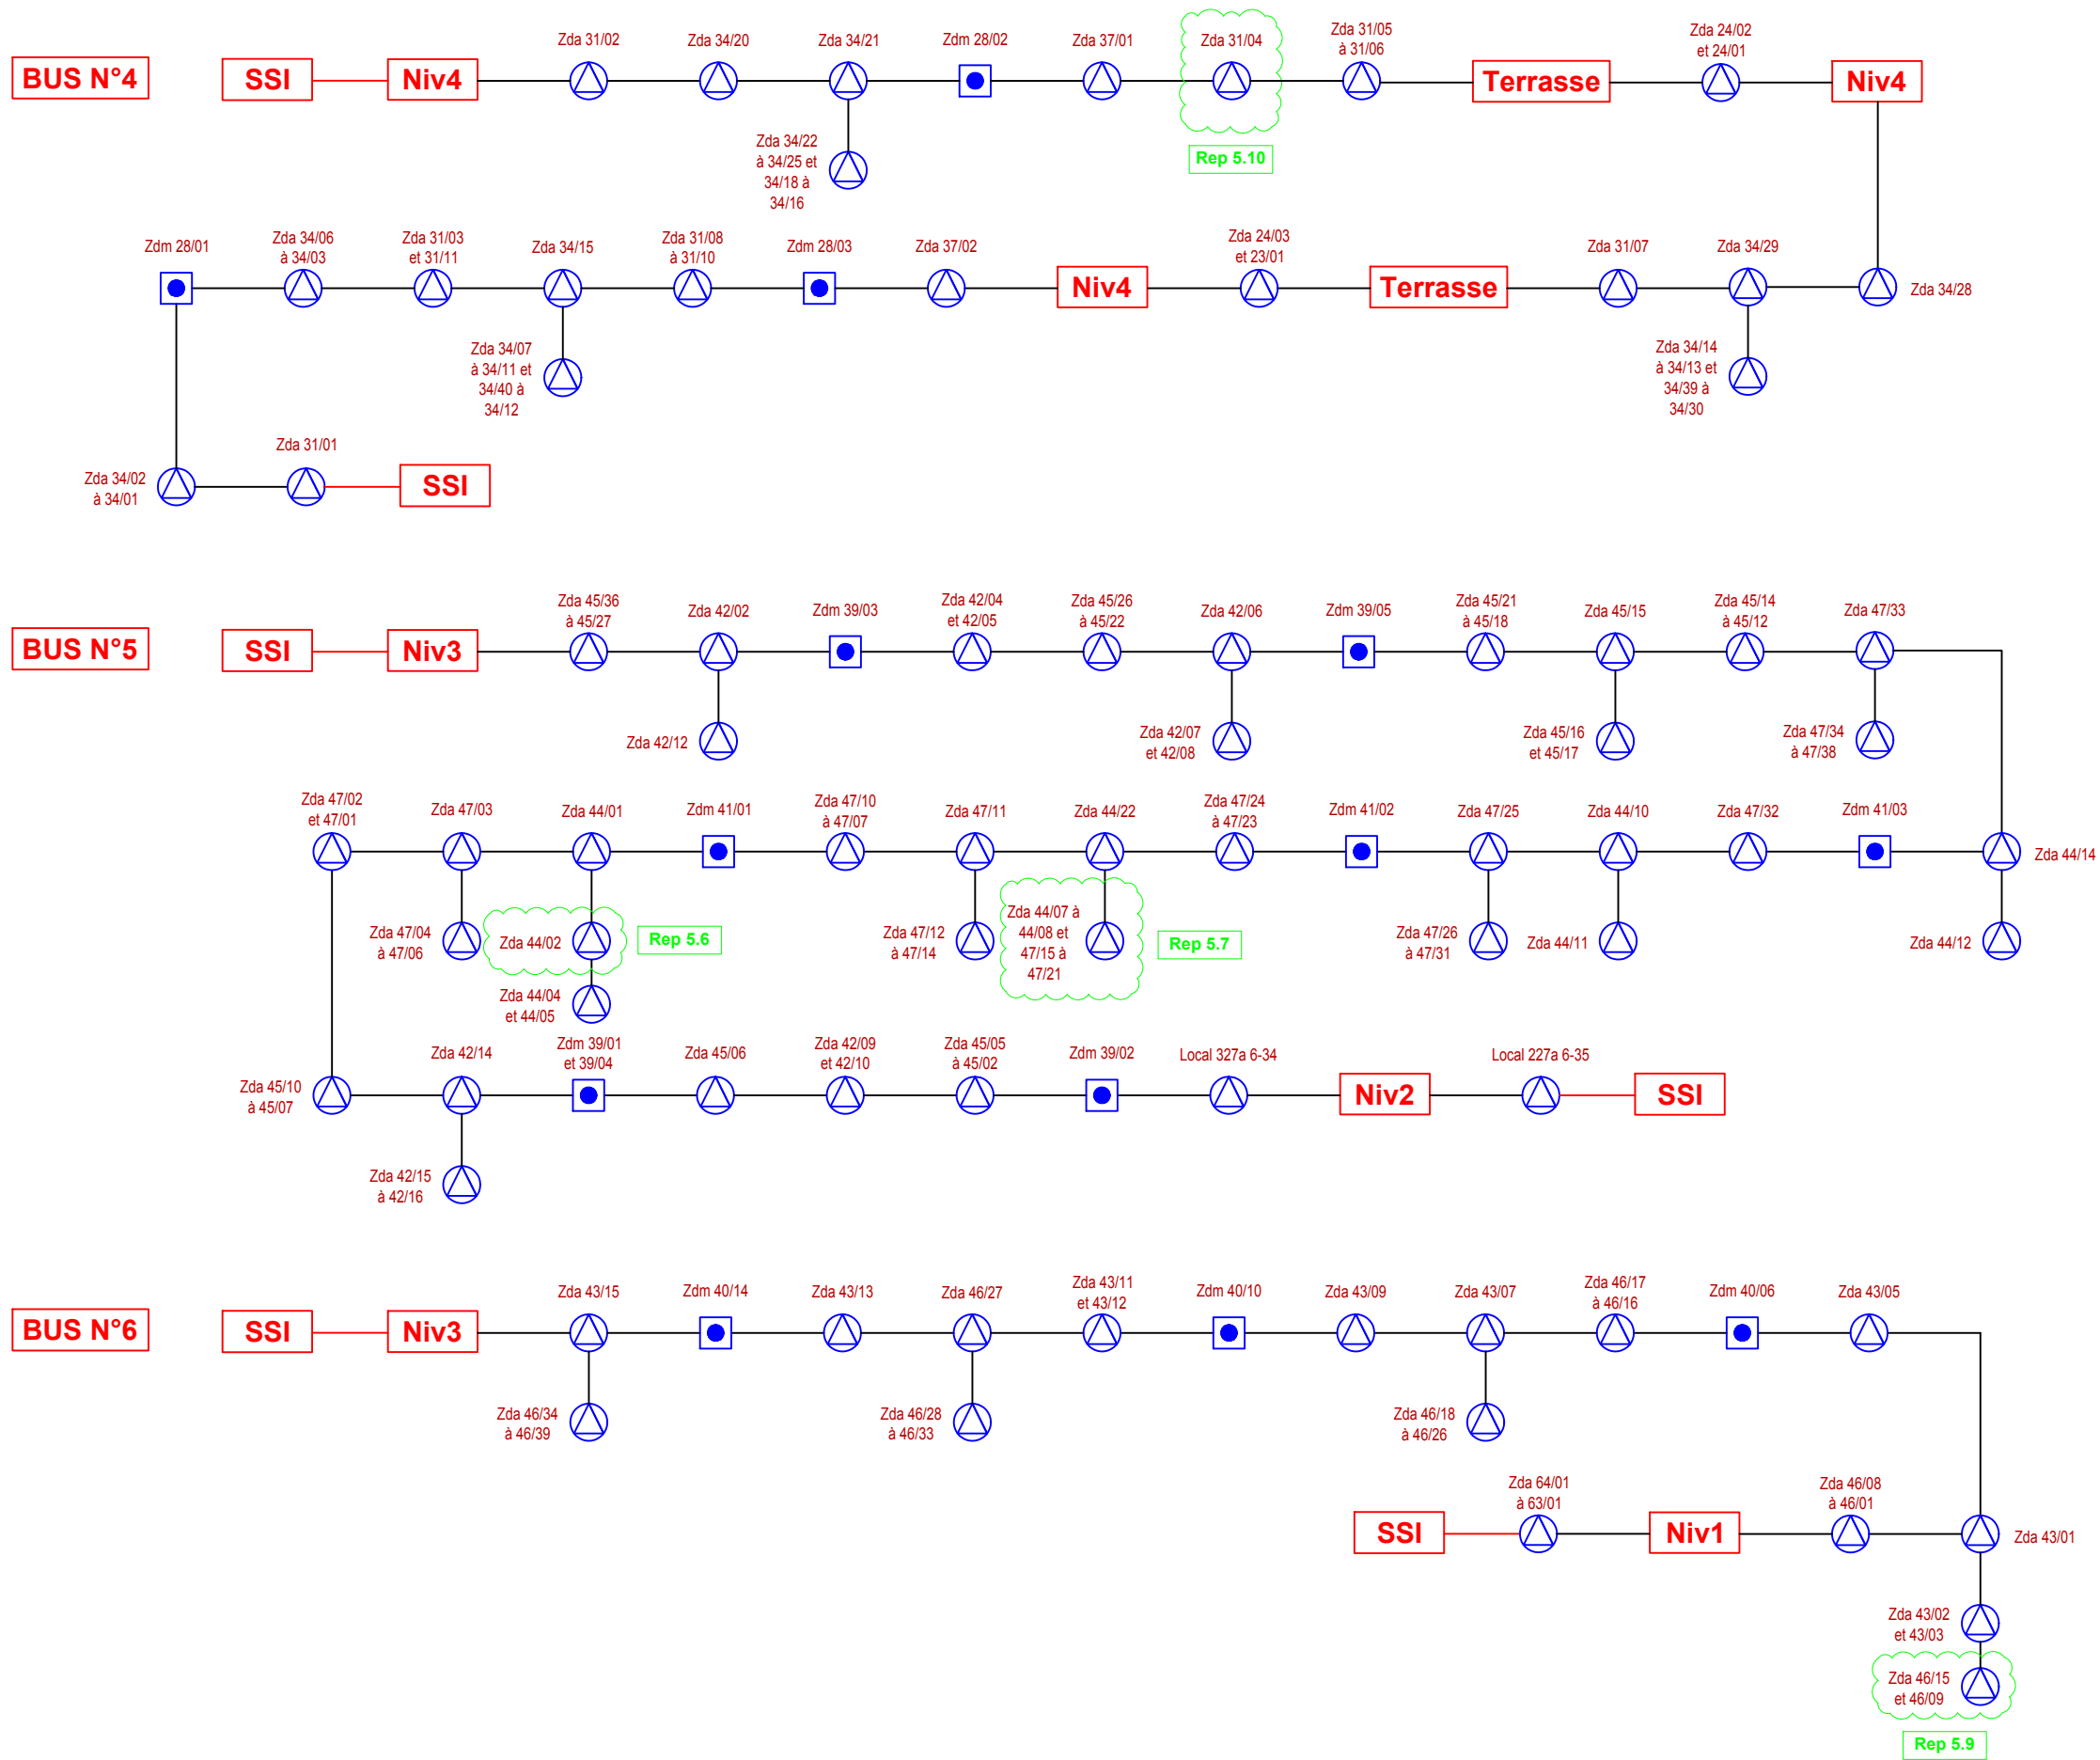 BUS N°4
SSI
Niv4
Zda 31/02
Zda 34/20
Zda 34/21
Zdm 28/02
Zda 37/01
Zda 31/04
Zda 31/05
à 31/06
Terrasse
Zda 24/02
et 24/01
Niv4
Zda 34/22
à 34/25 et
34/18 à
34/16
Rep 5.10
Zdm 28/01
Zda 34/06
à 34/03
Zda 31/03
et 31/11
Zda 34/15
Zda 31/08
à 31/10
Zdm 28/03
Zda 37/02
Niv4
Zda 24/03
et 23/01
Terrasse
Zda 31/07
Zda 34/29
Zda 34/28
Zda 34/07
à 34/11 et
34/40 à
34/12
Zda 34/14
à 34/13 et
34/39 à
34/30
Zda 34/02
à 34/01
Zda 31/01
SSI
BUS N°5
SSI
Niv3
Zda 45/36
à 45/27
Zda 42/02
Zdm 39/03
Zda 42/04
et 42/05
Zda 45/26
à 45/22
Zda 42/06
Zdm 39/05
Zda 45/21
à 45/18
Zda 45/15
Zda 45/14
à 45/12
Zda 47/33
Zda 42/12
Zda 42/07
et 42/08
Zda 45/16
et 45/17
Zda 47/34
à 47/38
Zda 47/02
et 47/01
Zda 47/03
Zda 44/01
Zdm 41/01
Zda 47/10
à 47/07
Zda 47/11
Zda 44/22
Zda 47/24
à 47/23
Zdm 41/02
Zda 47/25
Zda 44/10
Zda 47/32
Zdm 41/03
Zda 44/14
Zda 47/04
à 47/06
Zda 44/02
Rep 5.6
Zda 47/12
à 47/14
Zda 44/07 à
44/08 et
47/15 à
47/21
Rep 5.7
Zda 47/26
à 47/31
Zda 44/11
Zda 44/12
Zda 44/04
et 44/05
Zda 45/10
à 45/07
Zda 42/14
Zdm 39/01
et 39/04
Zda 45/06
Zda 42/09
et 42/10
Zda 45/05
à 45/02
Zdm 39/02
Local 327a 6-34
Niv2
Local 227a 6-35
SSI
Zda 42/15
à 42/16
BUS N°6
SSI
Niv3
Zda 43/15
Zdm 40/14
Zda 43/13
Zda 46/27
Zda 43/11
et 43/12
Zdm 40/10
Zda 43/09
Zda 43/07
Zda 46/17
à 46/16
Zdm 40/06
Zda 43/05
Zda 46/34
à 46/39
Zda 46/28
à 46/33
Zda 46/18
à 46/26
SSI
Zda 64/01
à 63/01
Niv1
Zda 46/08
à 46/01
Zda 43/01
Zda 43/02
et 43/03
Zda 46/15
et 46/09
Rep 5.9